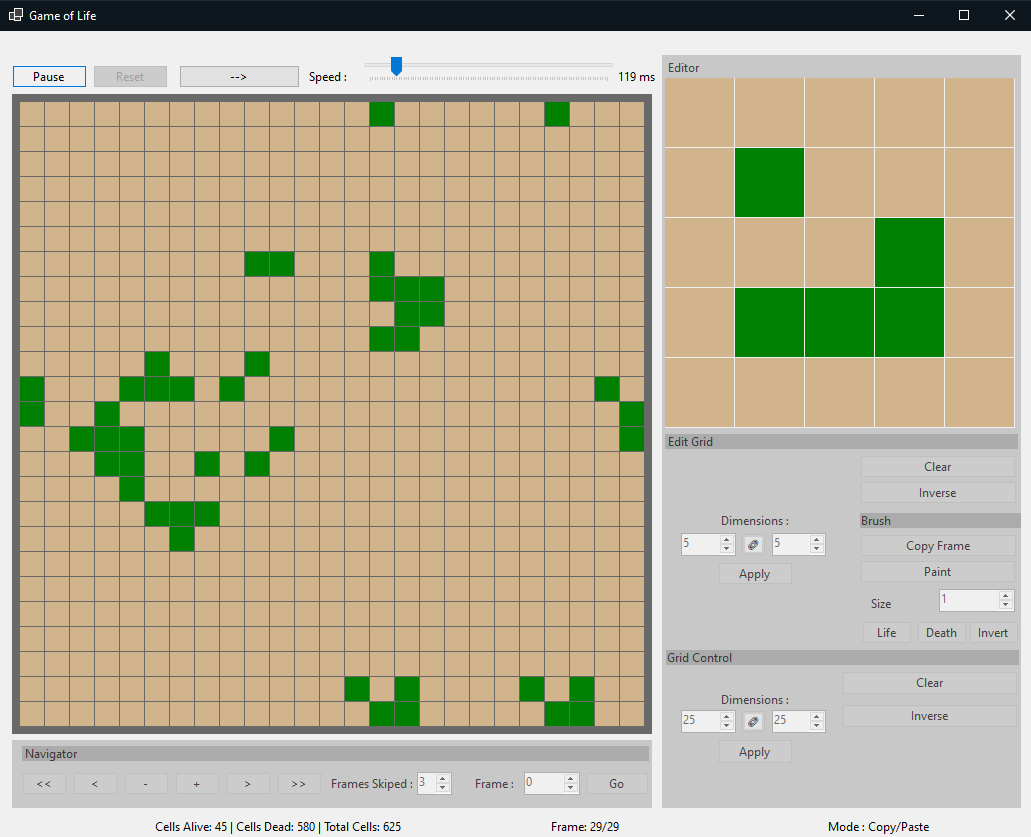 Game of Life
Pause Reset --> Speed : 119 ms
Editor
Edit Grid
Clear
Inverse
Dimensions :
5 5
Apply
Brush
Copy Frame
Paint
Size 1
Life Death Invert
Grid Control
Clear
Dimensions :
Inverse
25 25
Apply
Navigator
<< < - + > >> Frames Skiped : 3 Frame : 0 Go
Cells Alive: 45 | Cells Dead: 580 | Total Cells: 625 Frame: 29/29 Mode : Copy/Paste